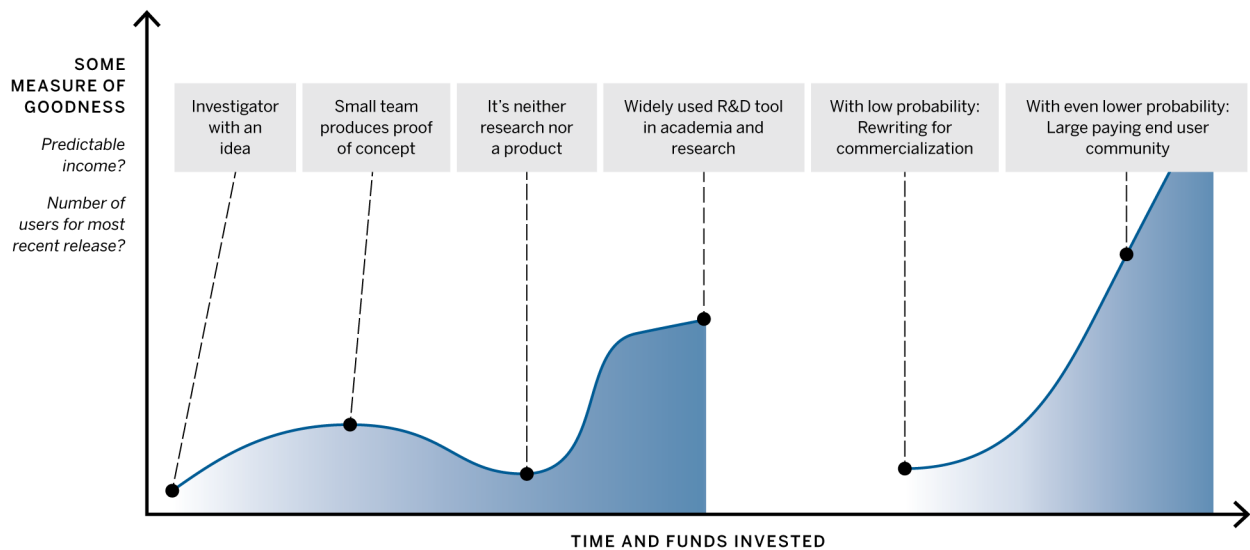 SOME
MEASURE OF
GOODNESS
Predictable
income?
Number of
users for most
recent release?
Investigator
with an
idea
Small team
produces proof
of concept
It's neither
research nor
a product
Widely used R&D tool
in academia and
research
With low probability:
Rewriting for
commercialization
With even lower probability:
Large paying end user
community
TIME AND FUNDS INVESTED